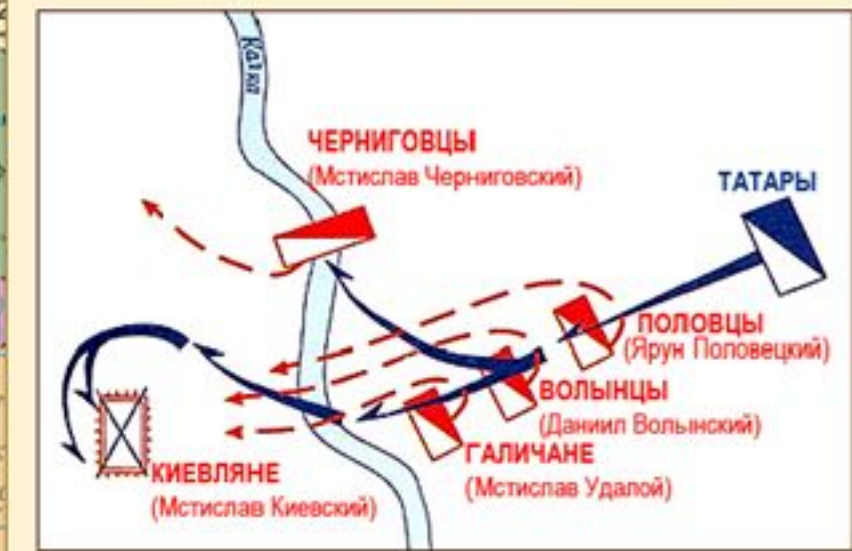 Калка
ЧЕРНИГОВЦЫ
(Мстислав Черниговский)
ТАТАРЫ
ПОЛОВЦЫ
(Ярун Половецкий)
ВОЛЫНЦЫ
(Даниил Волынский)
ГАЛИЧАНЕ
(Мстислав Удалой)
КИЕВЛЯНЕ
(Мстислав Киевский)